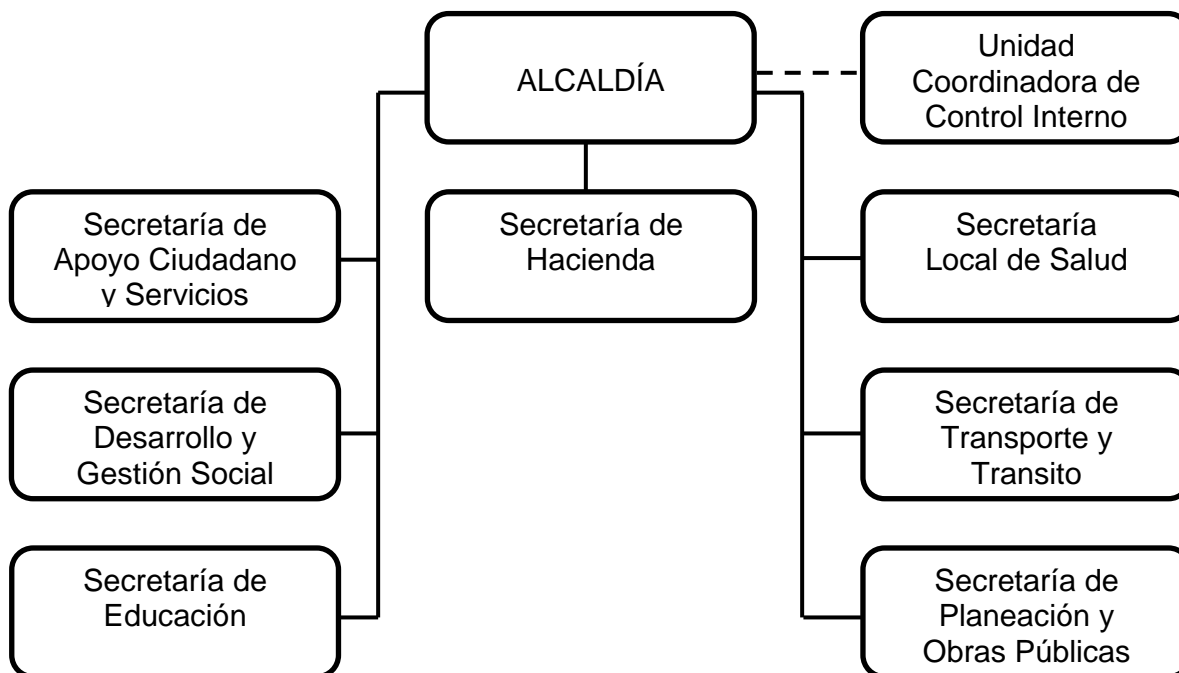 ALCALDÍA
Unidad
Coordinadora de
Control Interno
Secretaría de
Apoyo Ciudadano
y Servicios
Secretaría de
Hacienda
Secretaría
Local de Salud
Secretaría de
Desarrollo y
Gestión Social
Secretaría de
Transporte y
Transito
Secretaría de
Educación
Secretaría de
Planeación y
Obras Públicas